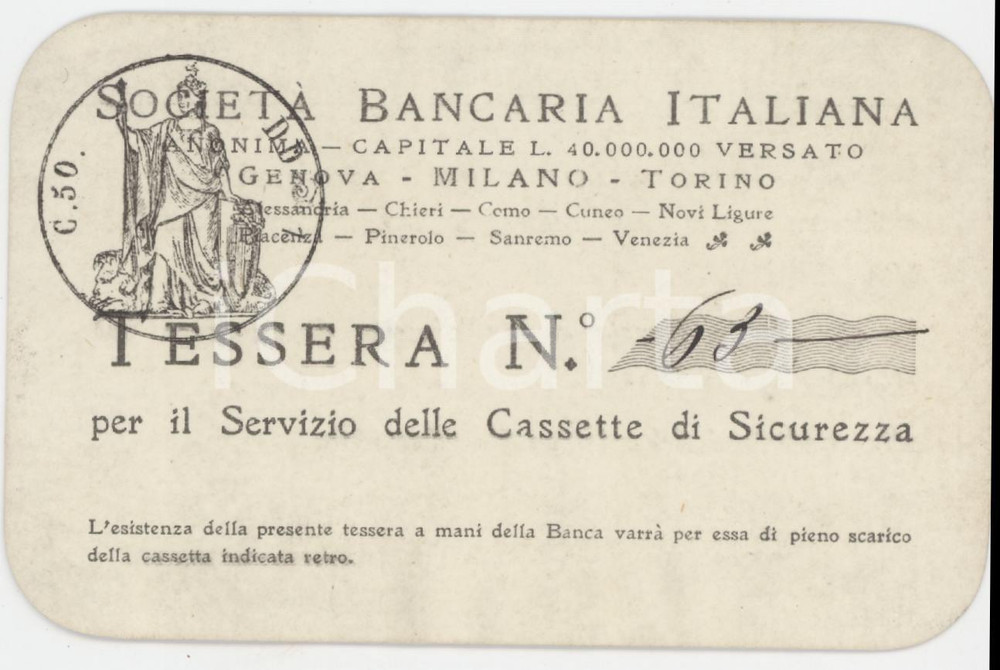 SOCIETÀ BANCARIA ITALIANA
ANONIMA — CAPITALE L. 40.000.000 VERSATO
GENOVA - MILANO - TORINO
Alessandria — Chieri — Como — Cuneo — Novi Ligure
Piacenza — Pinerolo — Sanremo — Venezia
C. 50.
TESSERA N.° 63
per il Servizio delle Cassette di Sicurezza
L'esistenza della presente tessera a mani della Banca varrà per essa di pieno scarico
della cassetta indicata retro.
iCharta